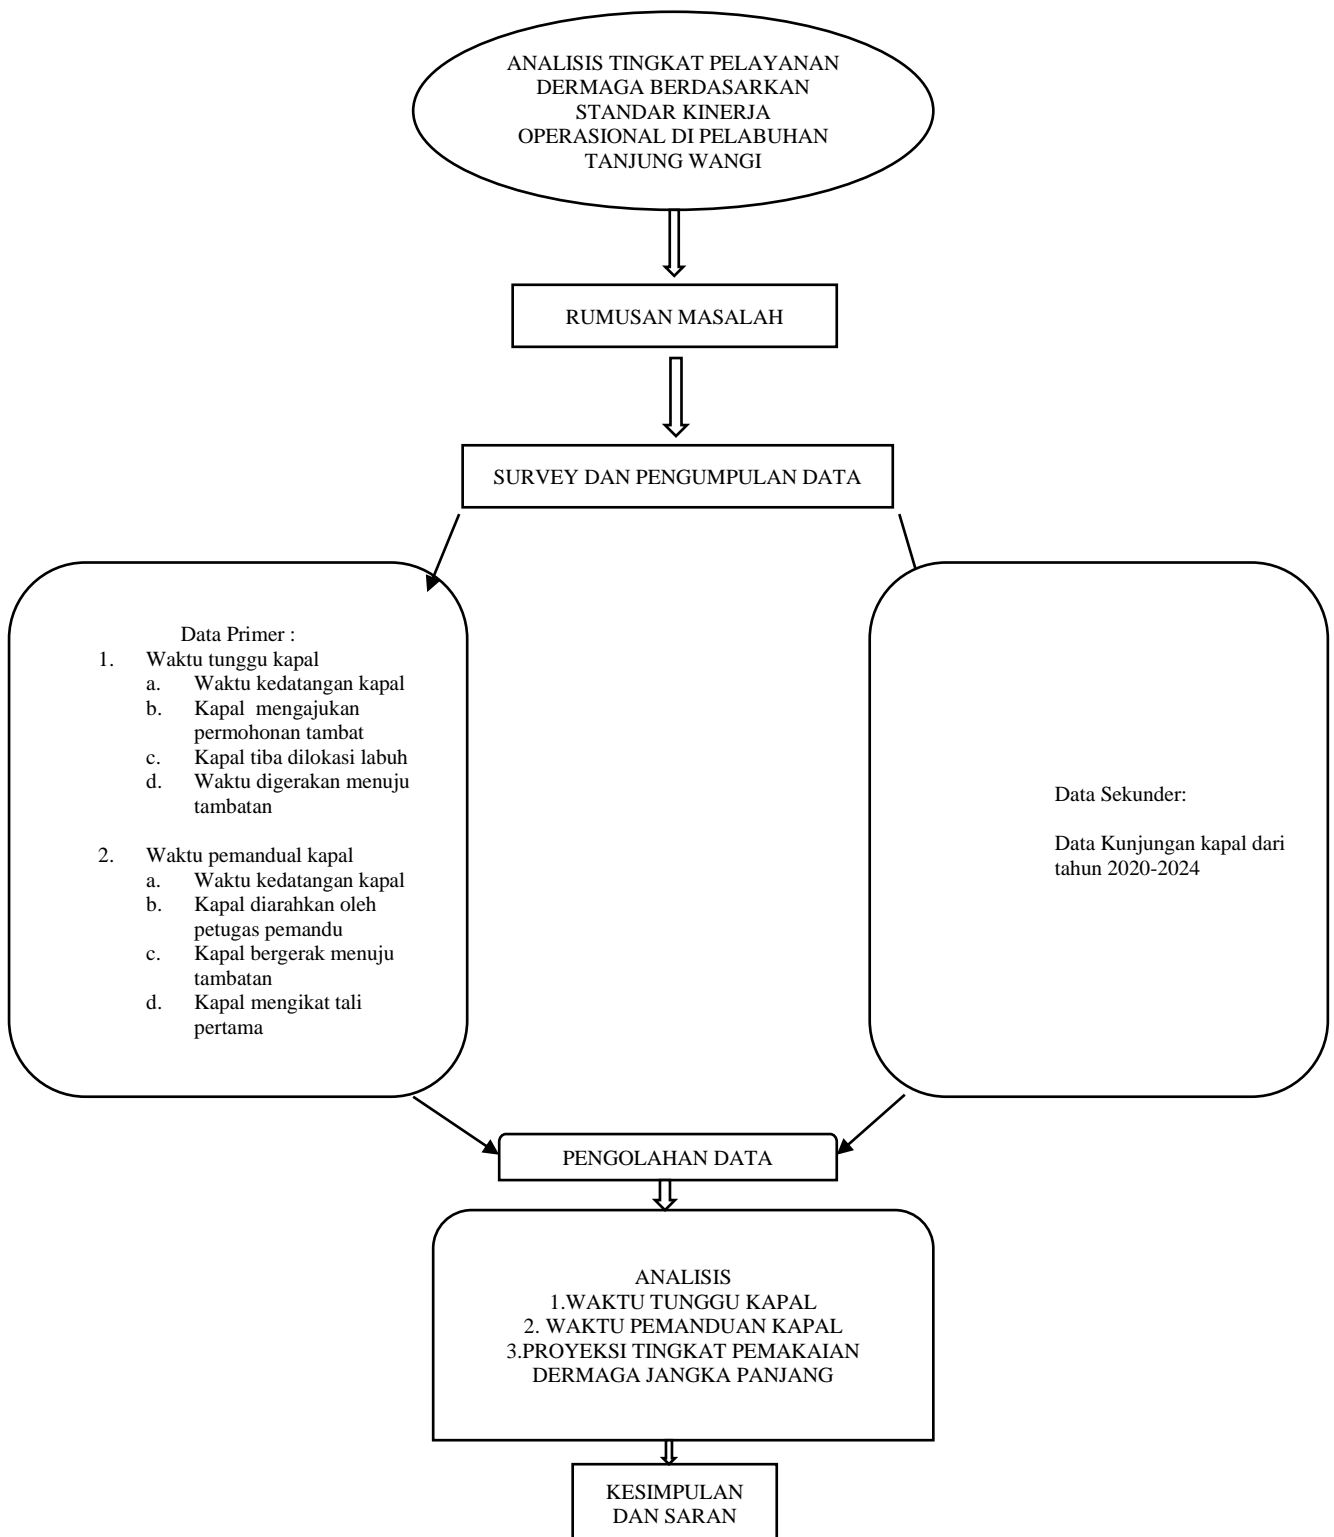 ANALISIS TINGKAT PELAYANAN
DERMAGA BERDASARKAN
STANDAR KINERJA
OPERASIONAL DI PELABUHAN
TANJUNG WANGI
RUMUSAN MASALAH
SURVEY DAN PENGUMPULAN DATA
Data Primer :
1. Waktu tunggu kapal
a. Waktu kedatangan kapal
b. Kapal mengajukan
permohonan tambat
c. Kapal tiba dilokasi labuh
d. Waktu digerakan menuju
tambatan
2. Waktu pemandual kapal
a. Waktu kedatangan kapal
b. Kapal diarahkan oleh
petugas pemandu
c. Kapal bergerak menuju
tambatan
d. Kapal mengikat tali
pertama
Data Sekunder:
Data Kunjungan kapal dari
tahun 2020-2024
PENGOLAHAN DATA
ANALISIS
1.WAKTU TUNGGU KAPAL
2. WAKTU PEMANDUAN KAPAL
3.PROYEKSI TINGKAT PEMAKAIAN
DERMAGA JANGKA PANJANG
KESIMPULAN
DAN SARAN